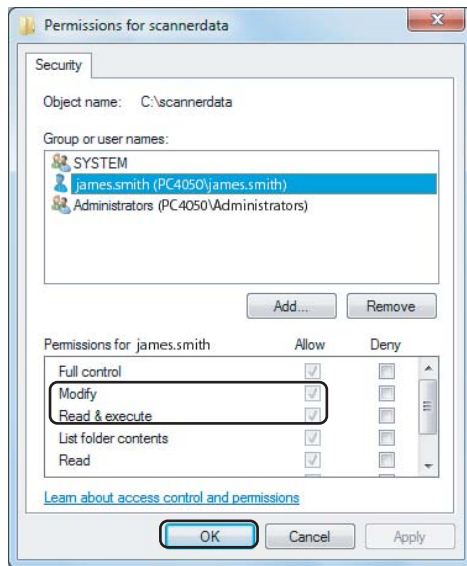 Permissions for scannerdata
Security
Object name: C:\scannerdata
Group or user names:
SYSTEM
james.smith (PC4050\james.smith)
Administrators (PC4050\Administrators)
Add... Remove
Permissions for james.smith Allow Deny
Full control
Modify
Read & execute
List folder contents
Read
Learn about access control and permissions
OK Cancel Apply